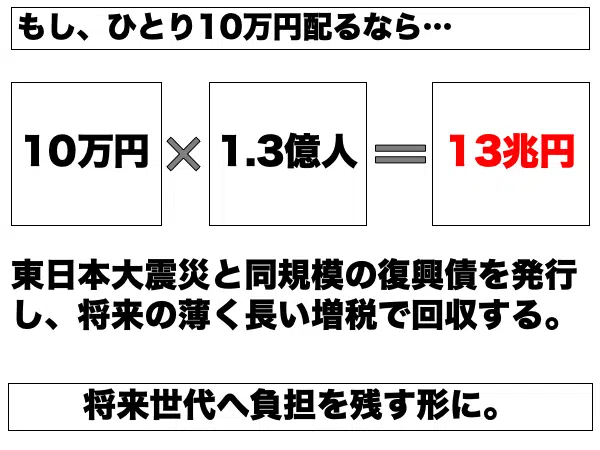 もし、ひとり10万円配るなら…
10万円 × 1.3億人 = 13兆円
東日本大震災と同規模の復興債を発行
し、将来の薄く長い増税で回収する。
将来世代へ負担を残す形に。